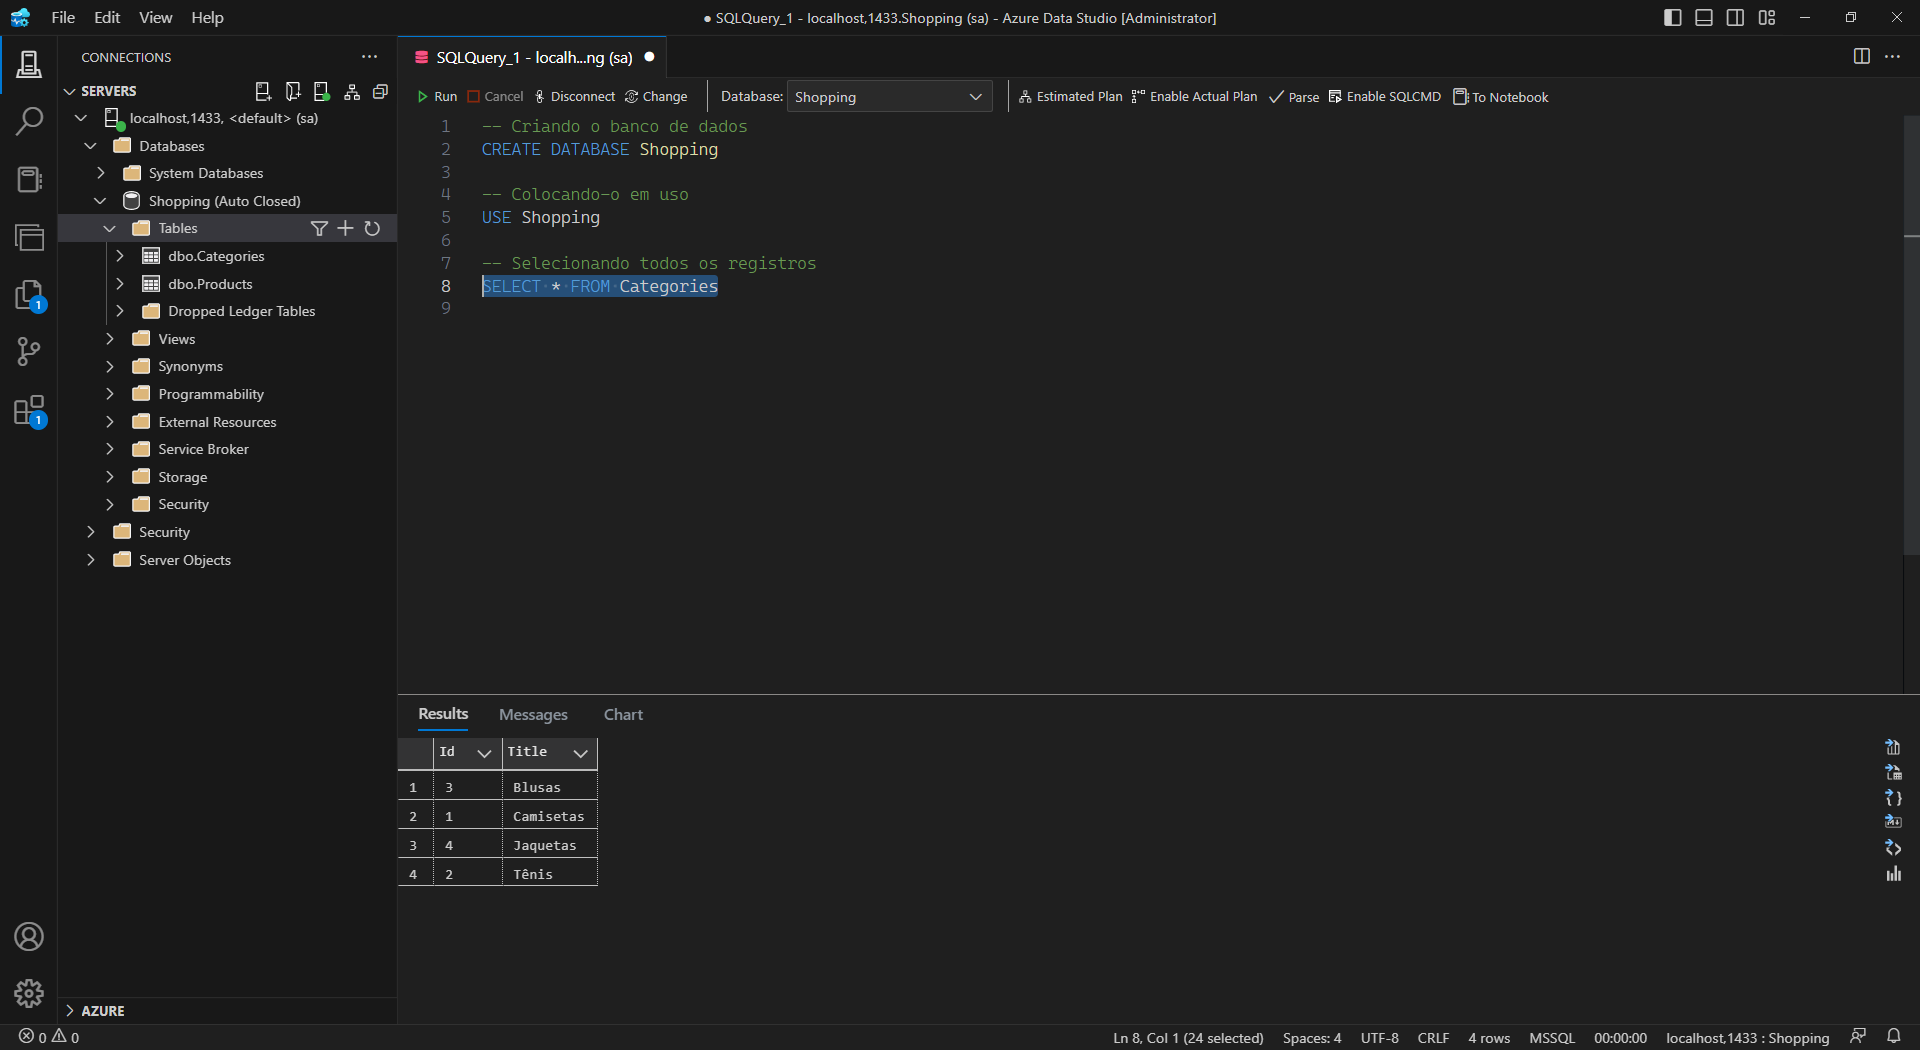 File Edit View Help
● SQLQuery_1 - localhost,1433.Shopping (sa) - Azure Data Studio [Administrator]
CONNECTIONS
SERVERS
localhost,1433, <default> (sa)
Databases
System Databases
Shopping (Auto Closed)
Tables
dbo.Categories
dbo.Products
Dropped Ledger Tables
Views
Synonyms
Programmability
External Resources
Service Broker
Storage
Security
Security
Server Objects
AZURE
1
1
SQLQuery_1 - localh...ng (sa)
Run Cancel Disconnect Change Database: Shopping Estimated Plan Enable Actual Plan Parse Enable SQLCMD To Notebook
1 -- Criando o banco de dados
2 CREATE DATABASE Shopping
3
4 -- Colocando-o em uso
5 USE Shopping
6
7 -- Selecionando todos os registros
8 SELECT * FROM Categories
9
Results Messages Chart
Id Title
1 3 Blusas
2 1 Camisetas
3 4 Jaquetas
4 2 Tênis
0 0
Ln 8, Col 1 (24 selected) Spaces: 4 UTF-8 CRLF 4 rows MSSQL 00:00:00 localhost,1433 : Shopping